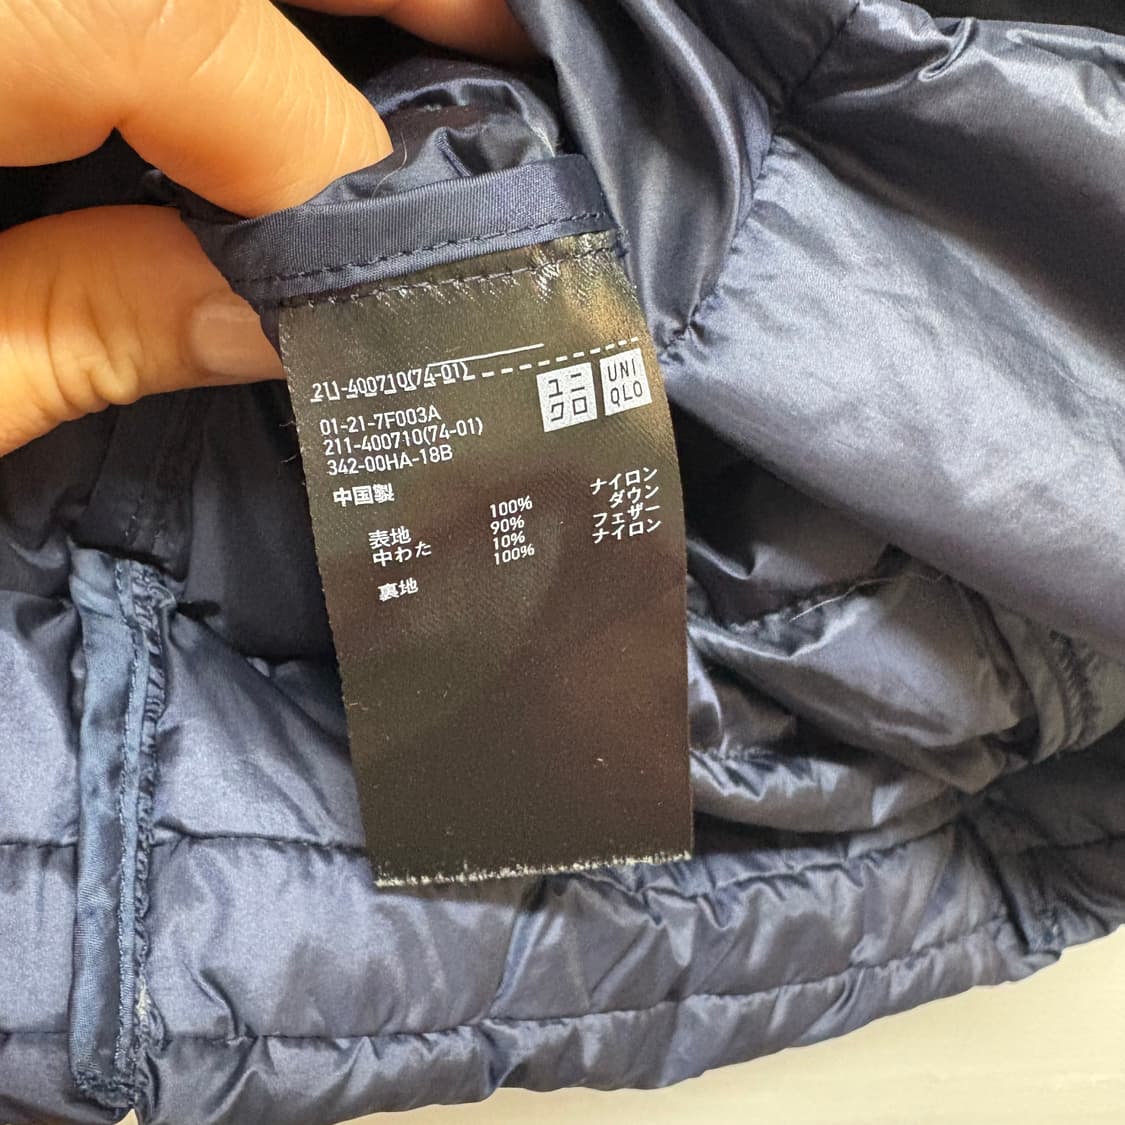 211-400710(74-01)
ユニクロ
UNIQLO
01-21-7F003A
211-400710(74-01)
342-00HA-18B
中国製
表地 100% ナイロン
中わた 90% ダウン
10% フェザー
裏地 100% ナイロン